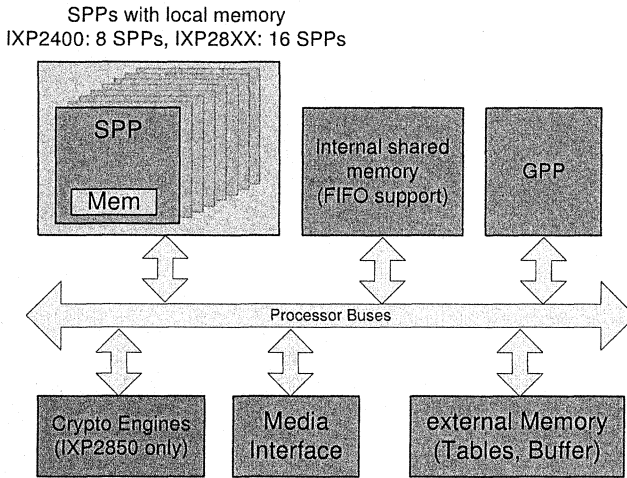 SPPs with local memory
IXP2400: 8 SPPs, IXP28XX: 16 SPPs
SPP
Mem
internal shared
memory
(FIFO support)
GPP
Processor Buses
Crypto Engines
(IXP2850 only)
Media
Interface
external Memory
(Tables, Buffer)